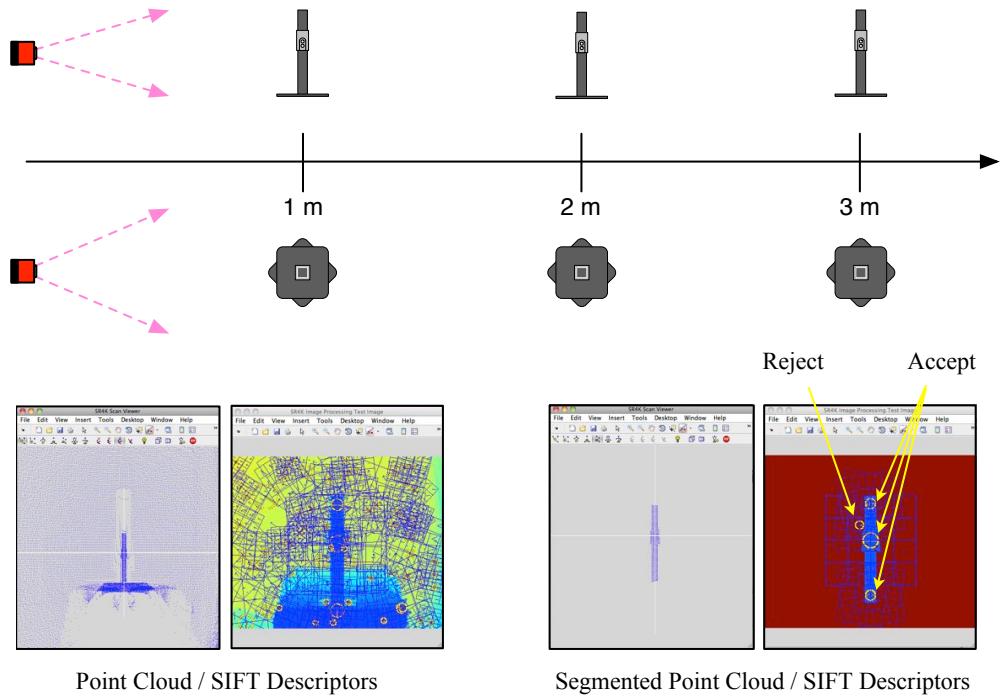 1 m
2 m
3 m
Reject
Accept
SR4K Scan Viewer
File Edit View Insert Tools Desktop Window Help
SR4K Image Processing Test Image
File Edit View Insert Tools Desktop Window Help
SR4K Scan Viewer
File Edit View Insert Tools Desktop Window Help
SR4K Image Processing Test Image
File Edit View Insert Tools Desktop Window Help
Point Cloud / SIFT Descriptors
Segmented Point Cloud / SIFT Descriptors